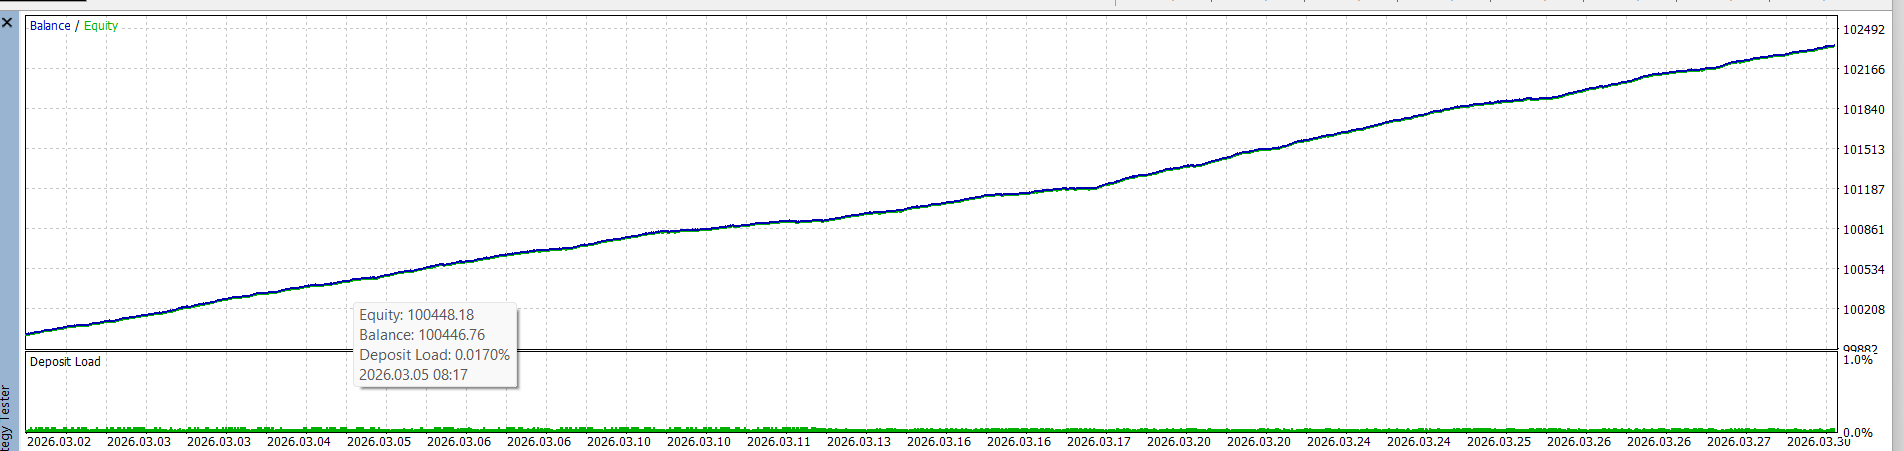 Balance / Equity
102492
102166
101840
101513
101187
100861
100534
100208
99882
Equity: 100448.18
Balance: 100446.76
Deposit Load: 0.0170%
2026.03.05 08:17
Deposit Load
1.0%
0.0%
2026.03.02 2026.03.03 2026.03.03 2026.03.04 2026.03.05 2026.03.06 2026.03.06 2026.03.10 2026.03.10 2026.03.11 2026.03.13 2026.03.16 2026.03.16 2026.03.17 2026.03.20 2026.03.20 2026.03.24 2026.03.24 2026.03.25 2026.03.26 2026.03.26 2026.03.27 2026.03.30
tegy Tester